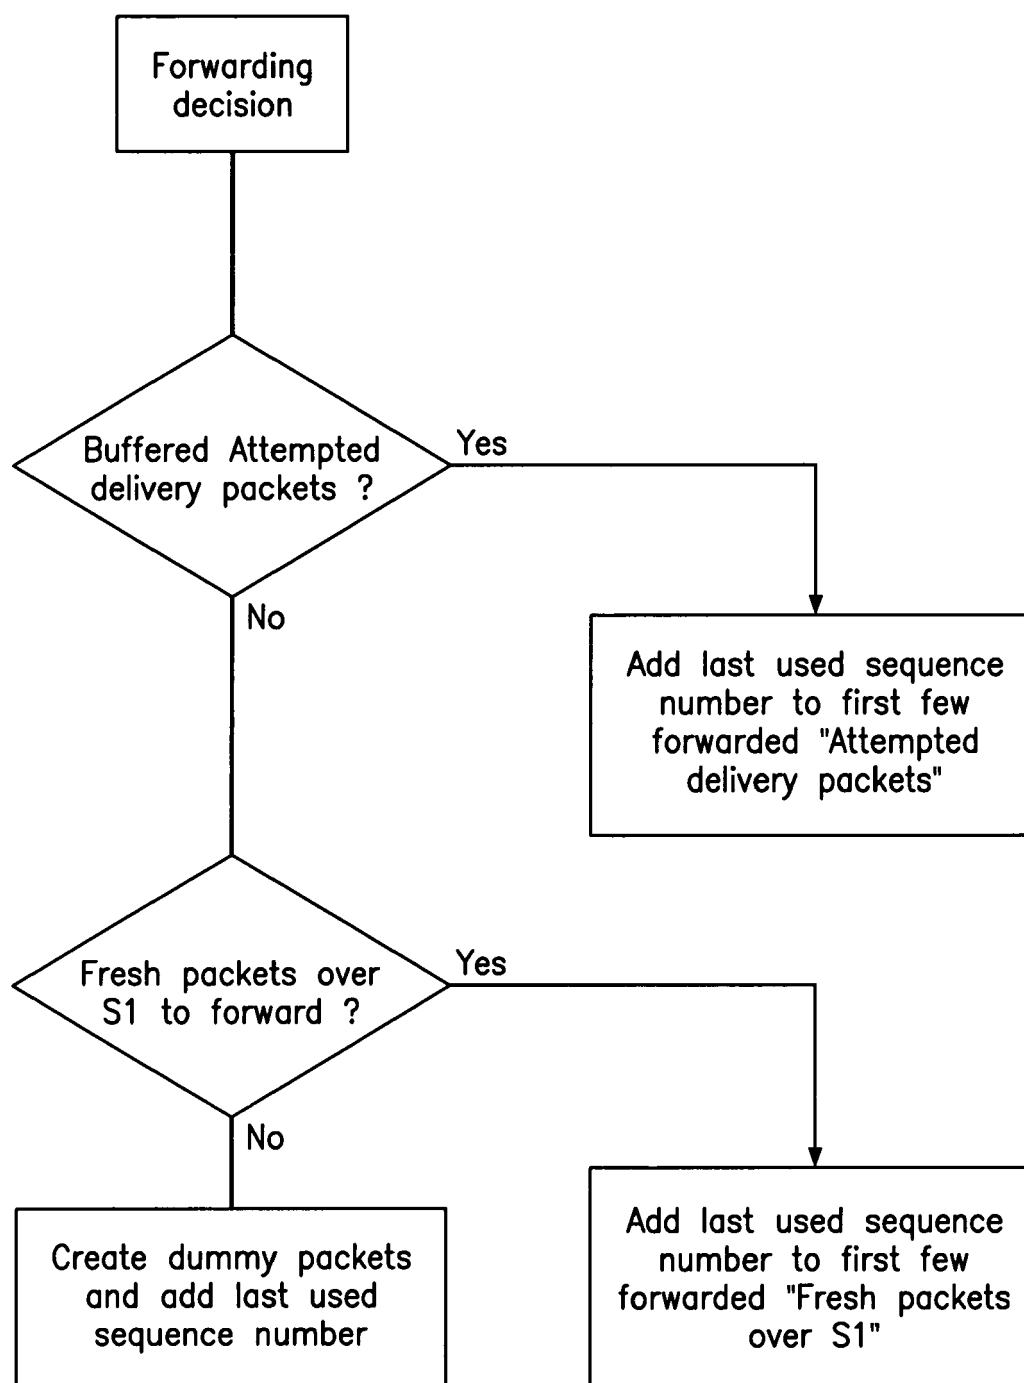 Forwarding
decision
Buffered Attempted
delivery packets ?
Yes
No
Add last used sequence
number to first few
forwarded "Attempted
delivery packets"
Fresh packets over
S1 to forward ?
Yes
No
Create dummy packets
and add last used
sequence number
Add last used sequence
number to first few
forwarded "Fresh packets
over S1"